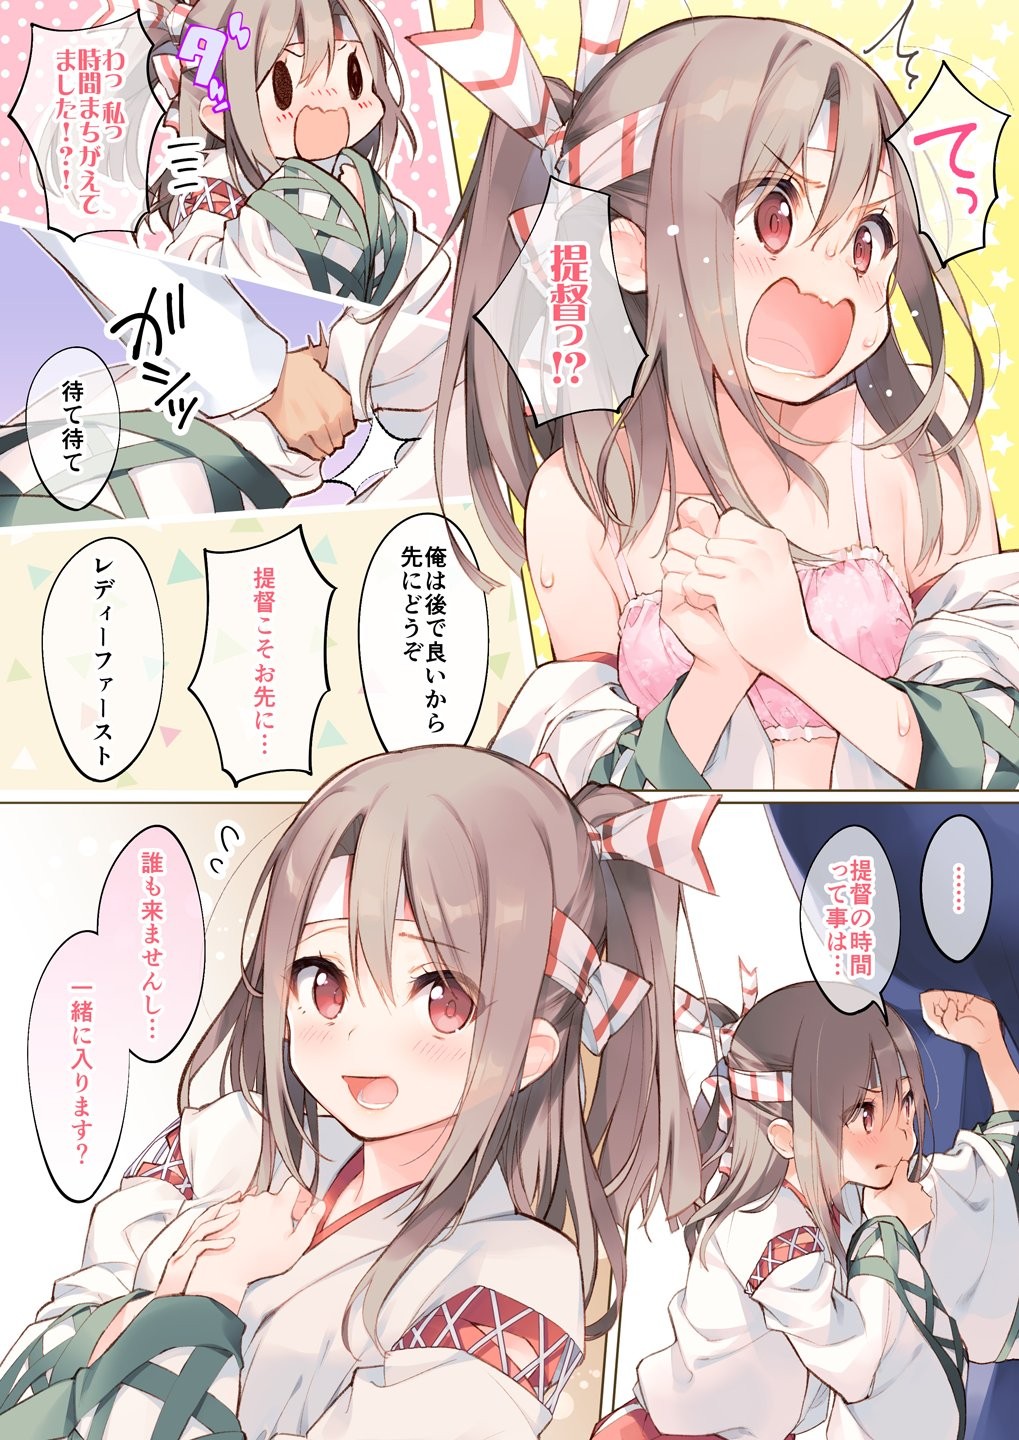 てっ
提督っ!?
わっ 私っ
時間まちがえて
ました!?!
ダッ
ガシッ
待て待て
俺は後で良いから
先にどうぞ
提督こそお先に…
レディーファースト
……
提督の時間
って事は…
誰も来ませんし…
一緒に入ります?